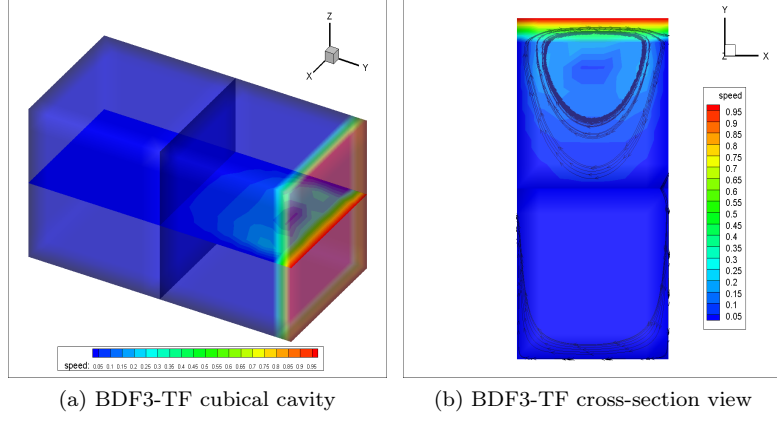 Z
X
Y
speed:
0.05 0.1 0.15 0.2 0.25 0.3 0.35 0.4 0.45 0.5 0.55 0.6 0.65 0.7 0.75 0.8 0.85 0.9 0.95
(a) BDF3-TF cubical cavity
Y
Z
X
speed
0.95
0.9
0.85
0.8
0.75
0.7
0.65
0.6
0.55
0.5
0.45
0.4
0.35
0.3
0.25
0.2
0.15
0.1
0.05
(b) BDF3-TF cross-section view